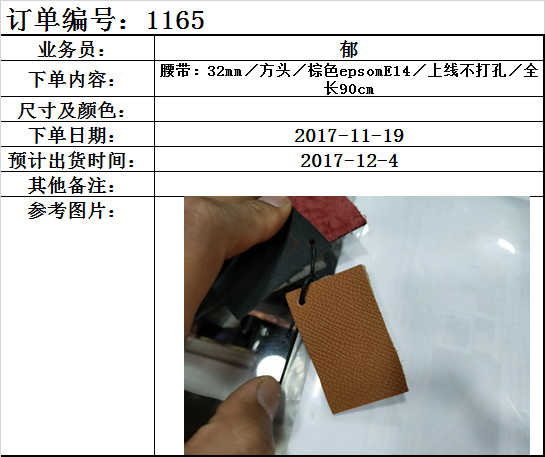 订单编号：1165
业务员： 郁
下单内容： 腰带：32mm／方头／棕色epsomE14／上线不打孔／全
长90cm
尺寸及颜色：
下单日期： 2017-11-19
预计出货时间： 2017-12-4
其他备注：
参考图片：